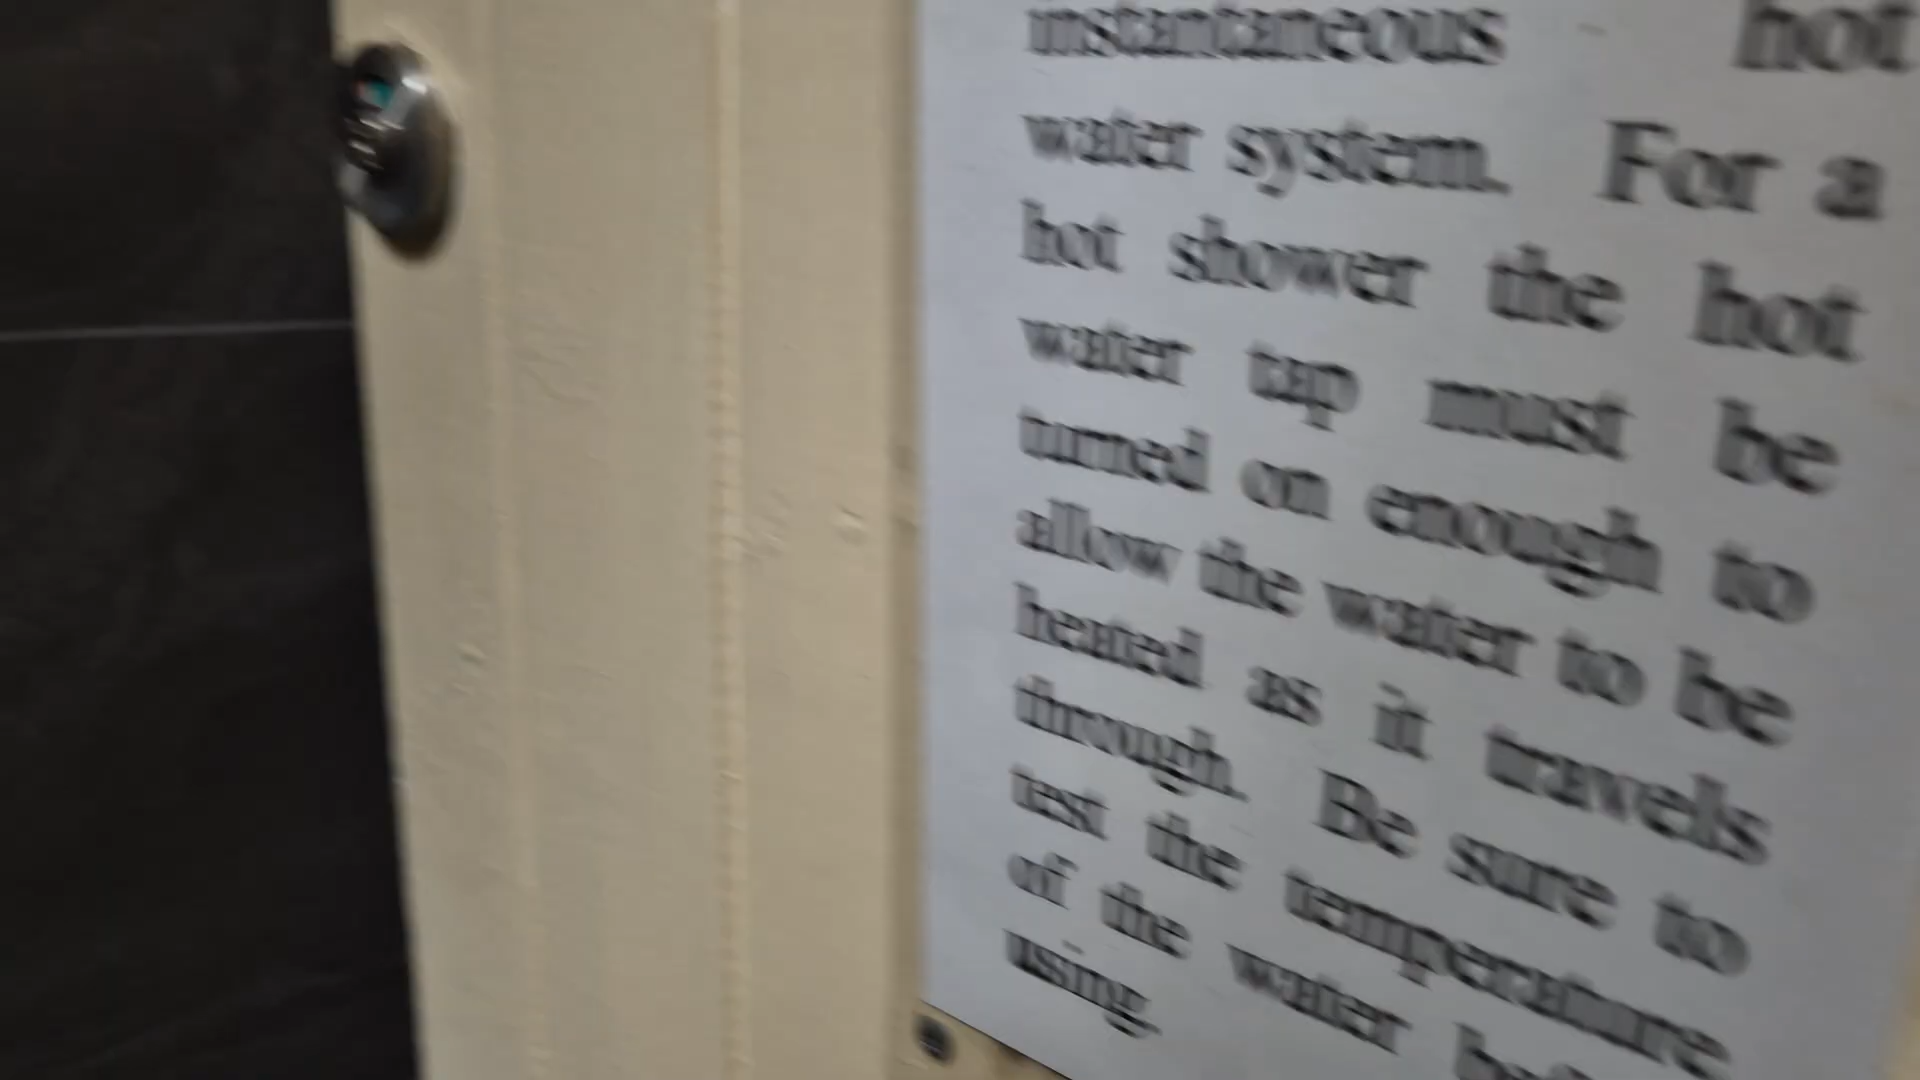 instantaneous hot
water system. For a
hot shower the hot
water tap must be
turned on enough to
allow the water to be
heated as it travels
through. Be sure to
test the temperature
of the water
using.